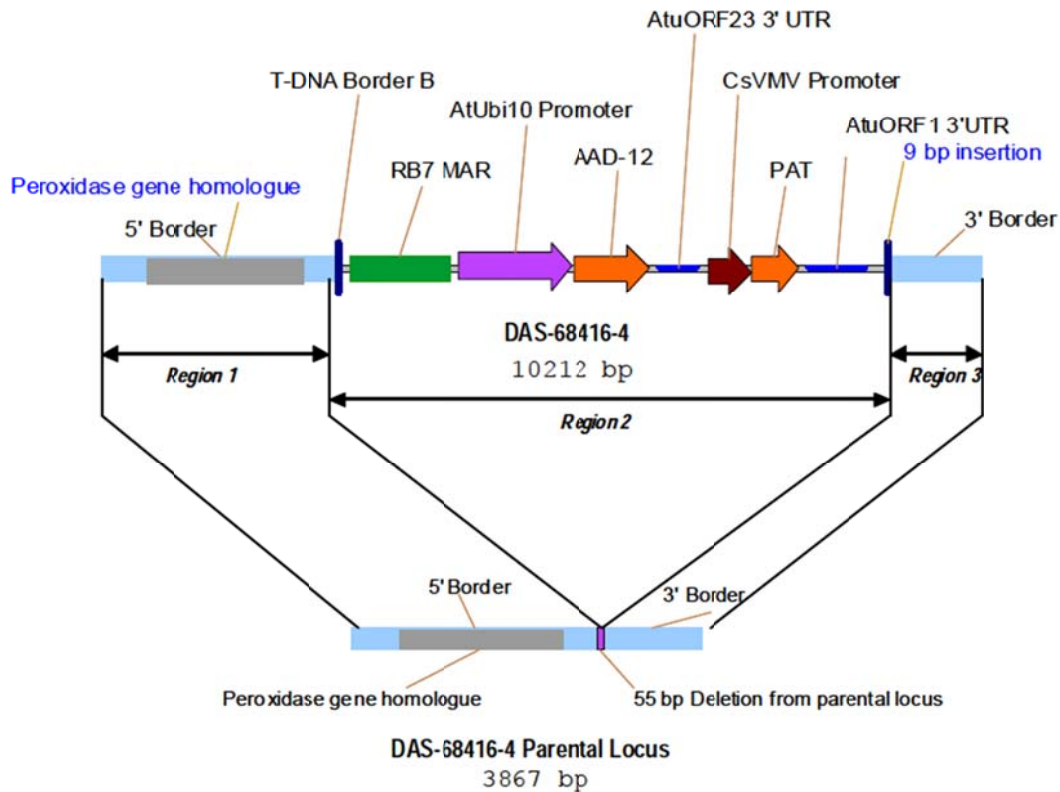 AtuORF23 3' UTR
T-DNA Border B
CsVMV Promoter
AtUbi10 Promoter
AtuORF1 3'UTR
9 bp insertion
RB7 MAR
AAD-12
PAT
Peroxidase gene homologue
5' Border
3' Border
DAS-68416-4
10212 bp
Region 1
Region 3
Region 2
5' Border
3' Border
Peroxidase gene homologue
55 bp Deletion from parental locus
DAS-68416-4 Parental Locus
3867 bp